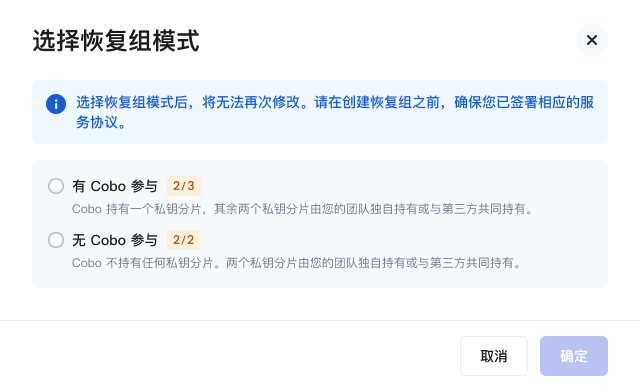 选择恢复组模式
选择恢复组模式后，将无法再次修改。请在创建恢复组之前，确保您已签署相应的服
务协议。
有 Cobo 参与 2/3
Cobo 持有一个私钥分片，其余两个私钥分片由您的团队独自持有或与第三方共同持有。
无 Cobo 参与 2/2
Cobo 不持有任何私钥分片。两个私钥分片由您的团队独自持有或与第三方共同持有。
取消 确定